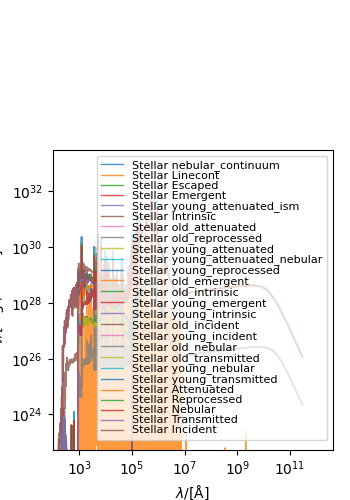 10³²
10³⁰
10²⁸
10²⁶
10²⁴
Stellar nebular_continuum
Stellar Linecont
Stellar Escaped
Stellar Emergent
Stellar young_attenuated_ism
Stellar Intrinsic
Stellar old_attenuated
Stellar old_reprocessed
Stellar young_attenuated
Stellar young_attenuated_nebular
Stellar young_reprocessed
Stellar old_emergent
Stellar old_intrinsic
Stellar young_emergent
Stellar young_intrinsic
Stellar old_incident
Stellar young_incident
Stellar old_nebular
Stellar old_transmitted
Stellar young_nebular
Stellar young_transmitted
Stellar Attenuated
Stellar Reprocessed
Stellar Nebular
Stellar Transmitted
Stellar Incident
10³ 10⁵ 10⁷ 10⁹ 10¹¹
λ/[Å]